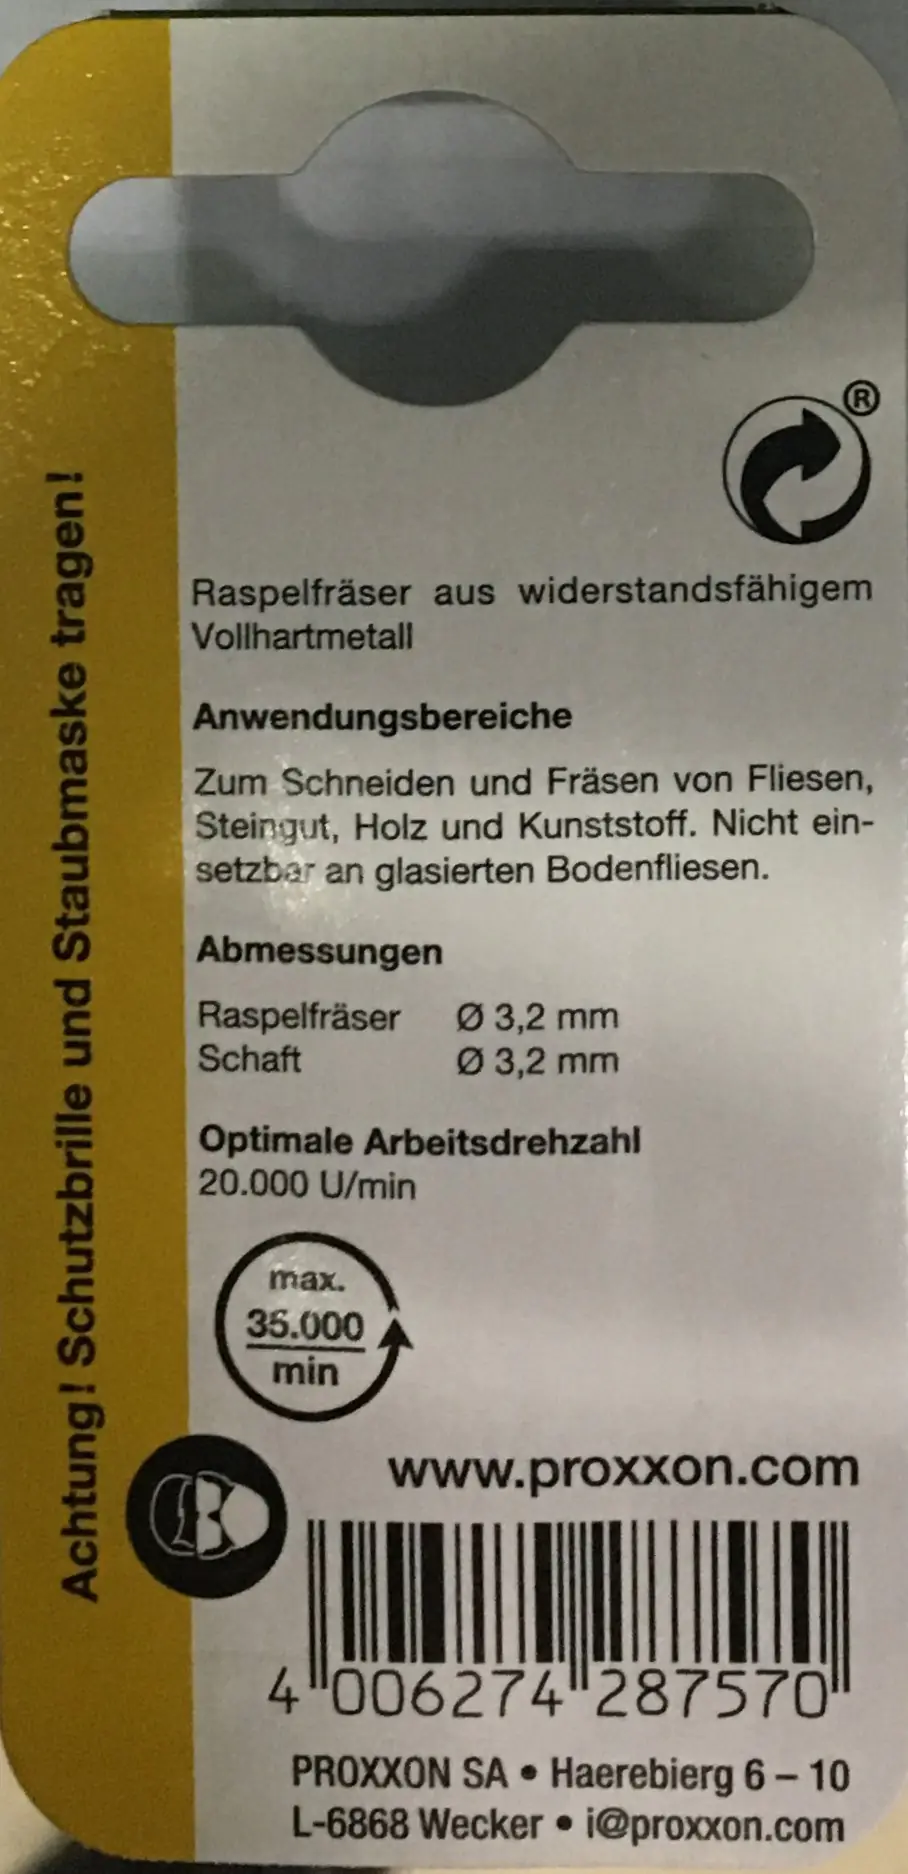 ®
Raspelfräser aus widerstandsfähigem
Vollhartmetall
Anwendungsbereiche
Zum Schneiden und Fräsen von Fliesen,
Steingut, Holz und Kunststoff. Nicht ein-
setzbar an glasierten Bodenfliesen.
Abmessungen
Raspelfräser Ø 3,2 mm
Schaft Ø 3,2 mm
Optimale Arbeitsdrehzahl
20.000 U/min
max.
35.000
min
www.proxxon.com
4 006274 287570
PROXXON SA • Haerebierg 6 – 10
L-6868 Wecker • i@proxxon.com
Achtung! Schutzbrille und Staubmaske tragen!